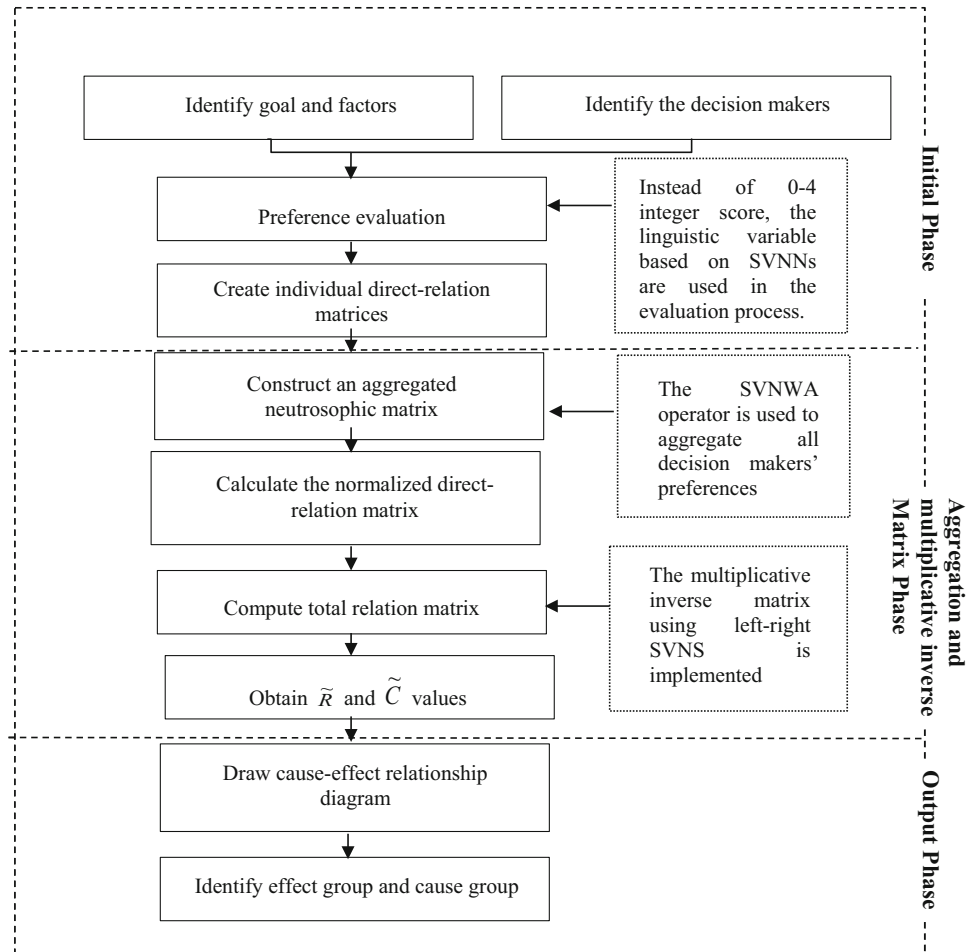 Identify goal and factors
Identify the decision makers
Preference evaluation
Instead of 0-4
integer score, the
linguistic variable
based on SVNNs
are used in the
evaluation process.
Create individual direct-relation
matrices
Initial Phase
Construct an aggregated
neutrosophic matrix
The SVNWA
operator is used to
aggregate all
decision makers’
preferences
Calculate the normalized direct-
relation matrix
Compute total relation matrix
The multiplicative
inverse matrix
using left-right
SVNS is
implemented
Obtain R̃ and C̃ values
Aggregation and
multiplicative inverse
Matrix Phase
Draw cause-effect relationship
diagram
Identify effect group and cause group
Output Phase